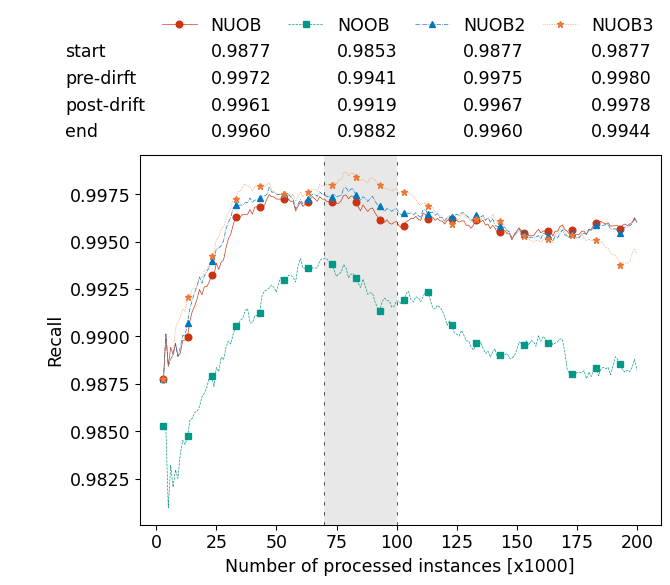 NUOB NOOB NUOB2 NUOB3
start 0.9877 0.9853 0.9877 0.9877
pre-dirft 0.9972 0.9941 0.9975 0.9980
post-drift 0.9961 0.9919 0.9967 0.9978
end 0.9960 0.9882 0.9960 0.9944
0.9975
0.9950
0.9925
0.9900
0.9875
0.9850
0.9825
Recall
0 25 50 75 100 125 150 175 200
Number of processed instances [x1000]